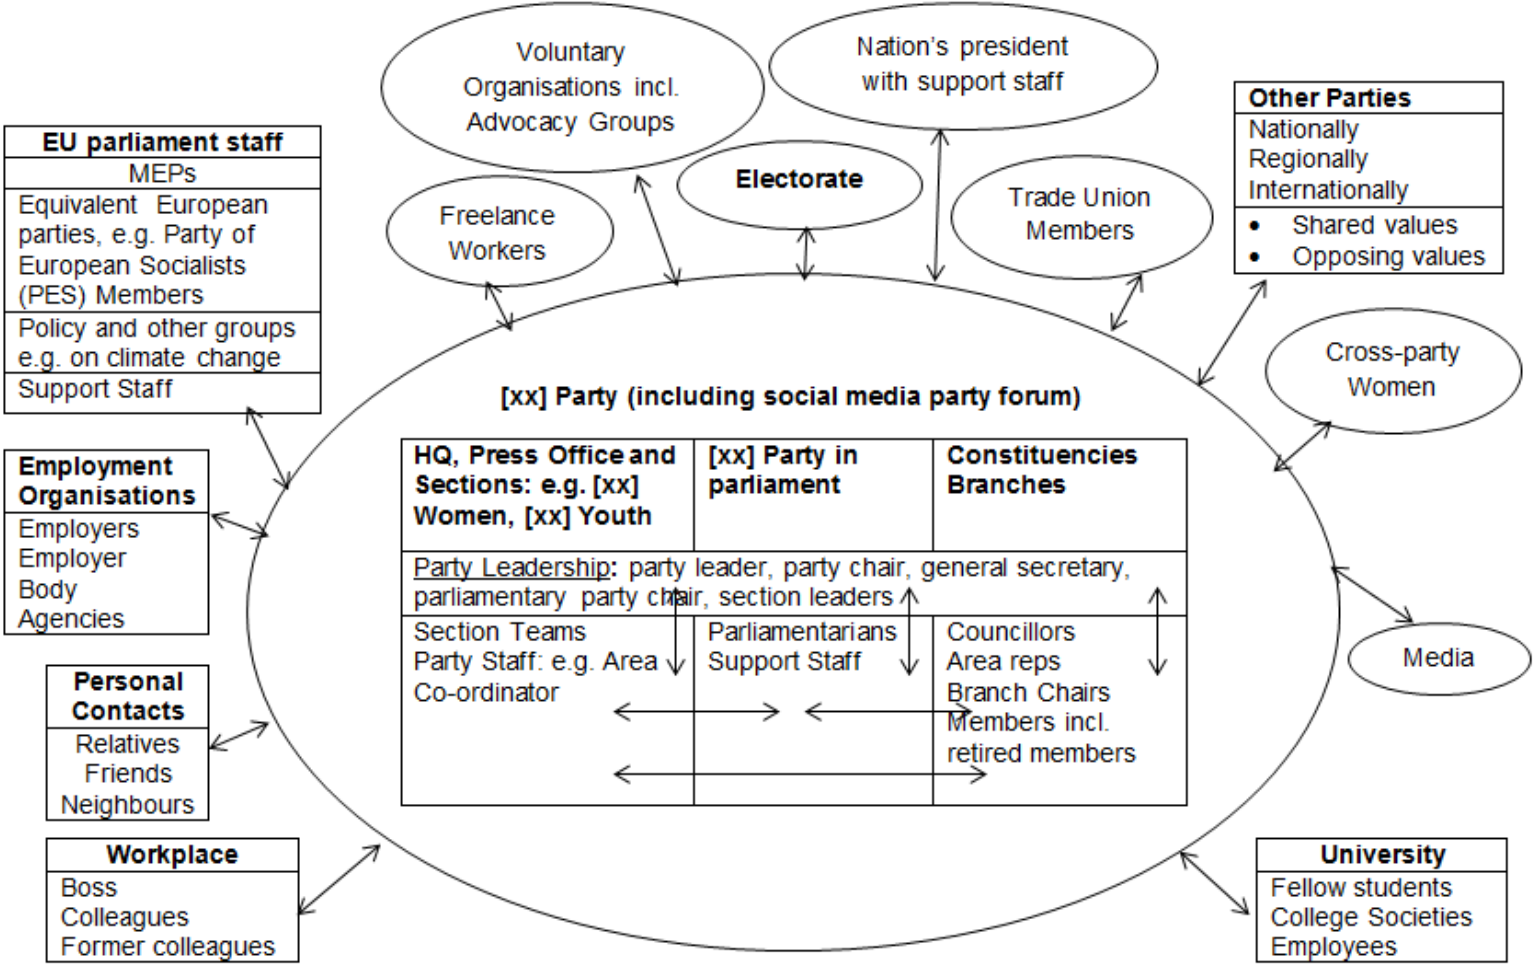 Voluntary
Organisations incl.
Advocacy Groups
Nation's president
with support staff
Other Parties
Nationally
Regionally
Internationally
• Shared values
• Opposing values
EU parliament staff
MEPs
Equivalent European
parties, e.g. Party of
European Socialists
(PES) Members
Policy and other groups
e.g. on climate change
Support Staff
Freelance
Workers
Electorate
Trade Union
Members
Cross-party
Women
[xx] Party (including social media party forum)
HQ, Press Office and
Sections: e.g. [xx]
Women, [xx] Youth
[xx] Party in
parliament
Constituencies
Branches
Party Leadership: party leader, party chair, general secretary,
parliamentary party chair, section leaders
Section Teams
Party Staff: e.g. Area
Co-ordinator
Parliamentarians
Support Staff
Councillors
Area reps
Branch Chairs
Members incl.
retired members
Employment
Organisations
Employers
Employer
Body
Agencies
Personal
Contacts
Relatives
Friends
Neighbours
Media
Workplace
Boss
Colleagues
Former colleagues
University
Fellow students
College Societies
Employees